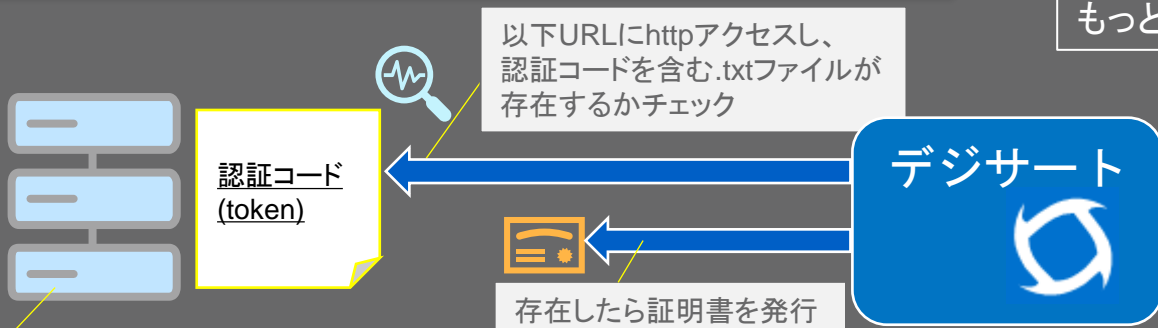 以下URLにhttpアクセスし、
認証コードを含む.txtファイルが
存在するかチェック
もっと
認証コード
(token)
デジサート
存在したら証明書を発行